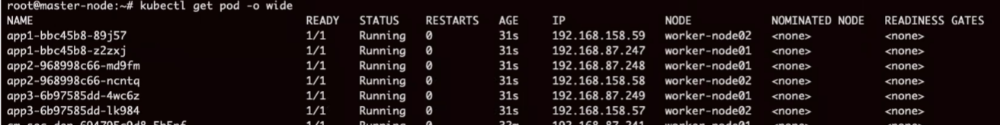 root@master-node:~# kubectl get pod -o wide
NAME READY STATUS RESTARTS AGE IP NODE NOMINATED NODE READINESS GATES
app1-bbc45b8-89j57 1/1 Running 0 31s 192.168.158.59 worker-node02 <none> <none>
app1-bbc45b8-z2zxj 1/1 Running 0 31s 192.168.87.247 worker-node01 <none> <none>
app2-968998c66-md9fm 1/1 Running 0 31s 192.168.87.248 worker-node01 <none> <none>
app2-968998c66-ncntq 1/1 Running 0 31s 192.168.158.58 worker-node02 <none> <none>
app3-6b97585dd-4wc6z 1/1 Running 0 31s 192.168.87.249 worker-node01 <none> <none>
app3-6b97585dd-lk984 1/1 Running 0 31s 192.168.158.57 worker-node02 <none> <none>